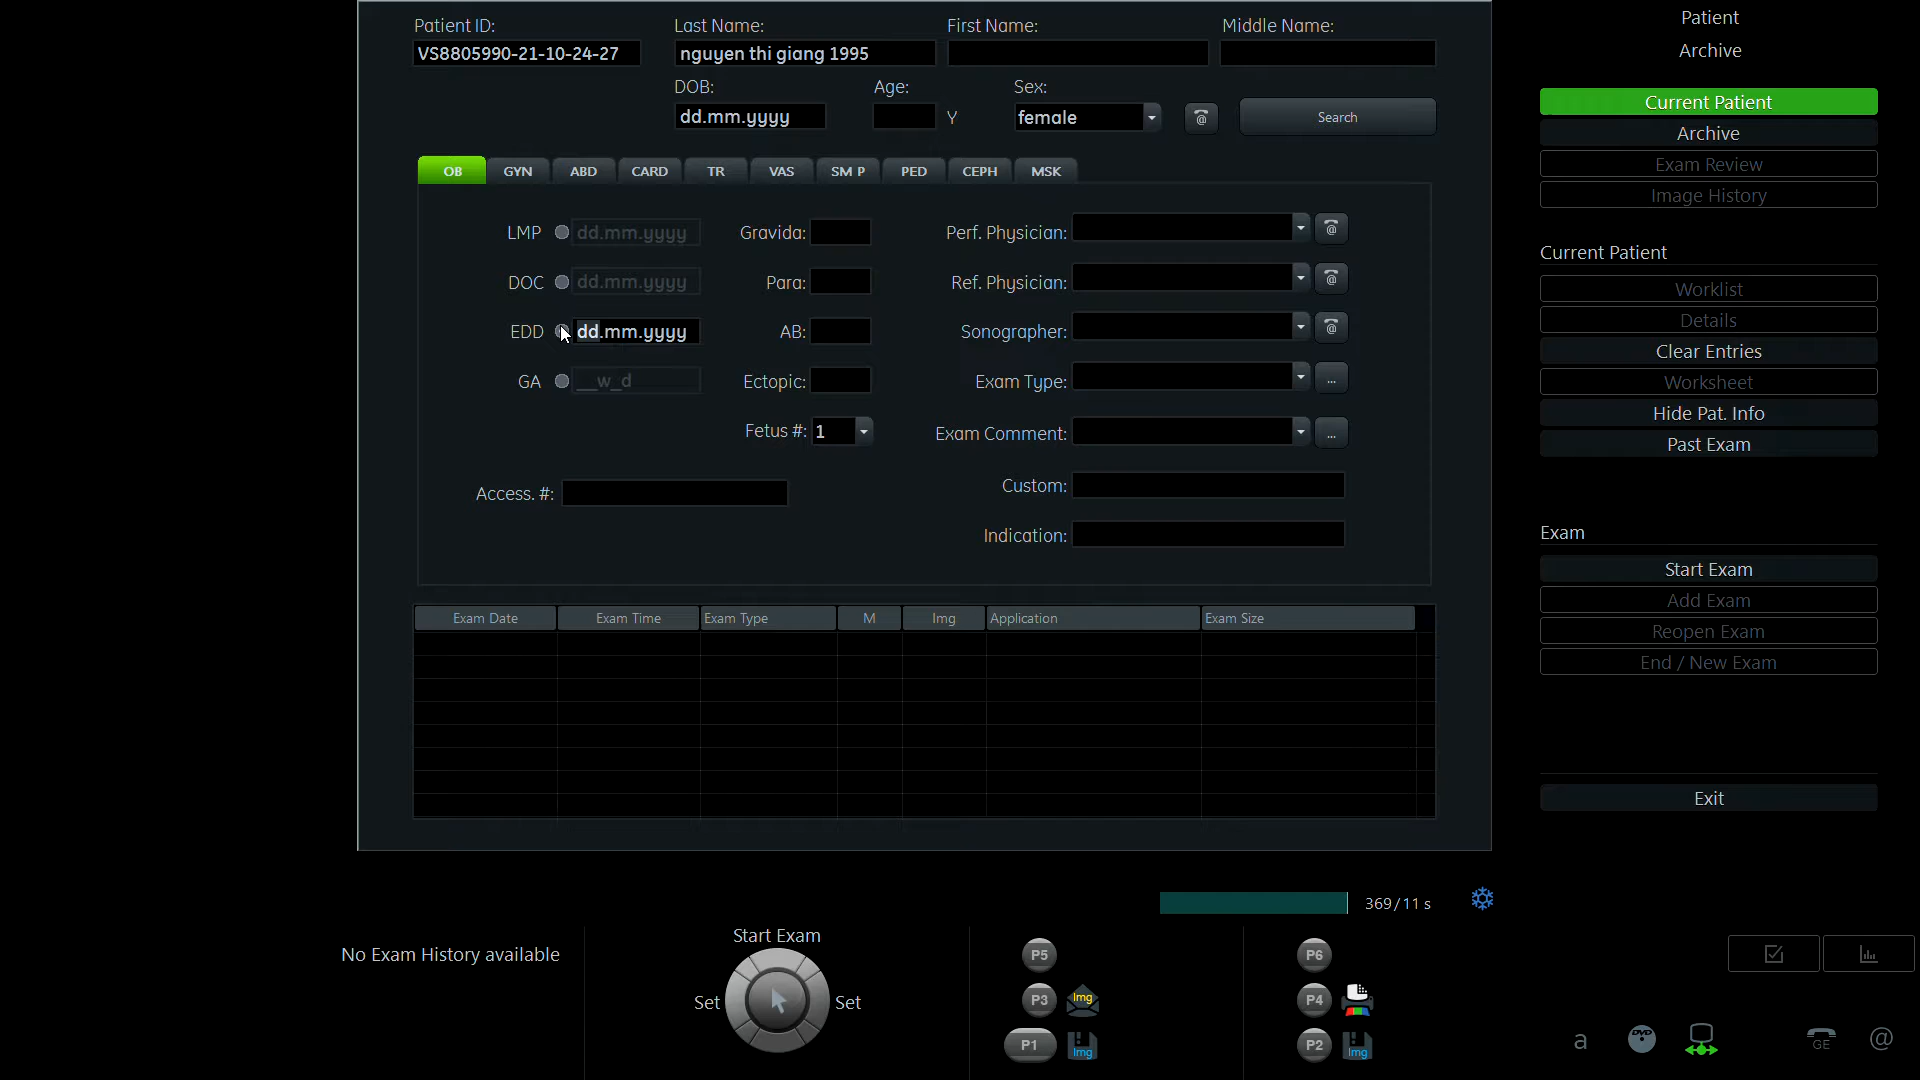 Patient ID: Last Name: First Name: Middle Name:
VS8805990-21-10-24-27 nguyen thi giang 1995
DOB: Age: Sex:
dd.mm.yyyy Y female Search
OB GYN ABD CARD TR VAS SM P PED CEPH MSK
LMP dd.mm.yyyy Gravida: Perf. Physician:
DOC dd.mm.yyyy Para: Ref. Physician:
EDD dd.mm.yyyy AB: Sonographer:
GA __w_d Ectopic: Exam Type: ...
Fetus #: 1 Exam Comment: ...
Access. #: Custom:
Indication:
Exam Date Exam Time Exam Type M Img Application Exam Size
Patient
Archive
Current Patient
Archive
Exam Review
Image History
Current Patient
Worklist
Details
Clear Entries
Worksheet
Hide Pat. Info
Past Exam
Exam
Start Exam
Add Exam
Reopen Exam
End / New Exam
Exit
369/11 s
No Exam History available
Start Exam
Set Set
P5 P6
P3 Img P4
P1 Img P2 Img
a DVD GE @